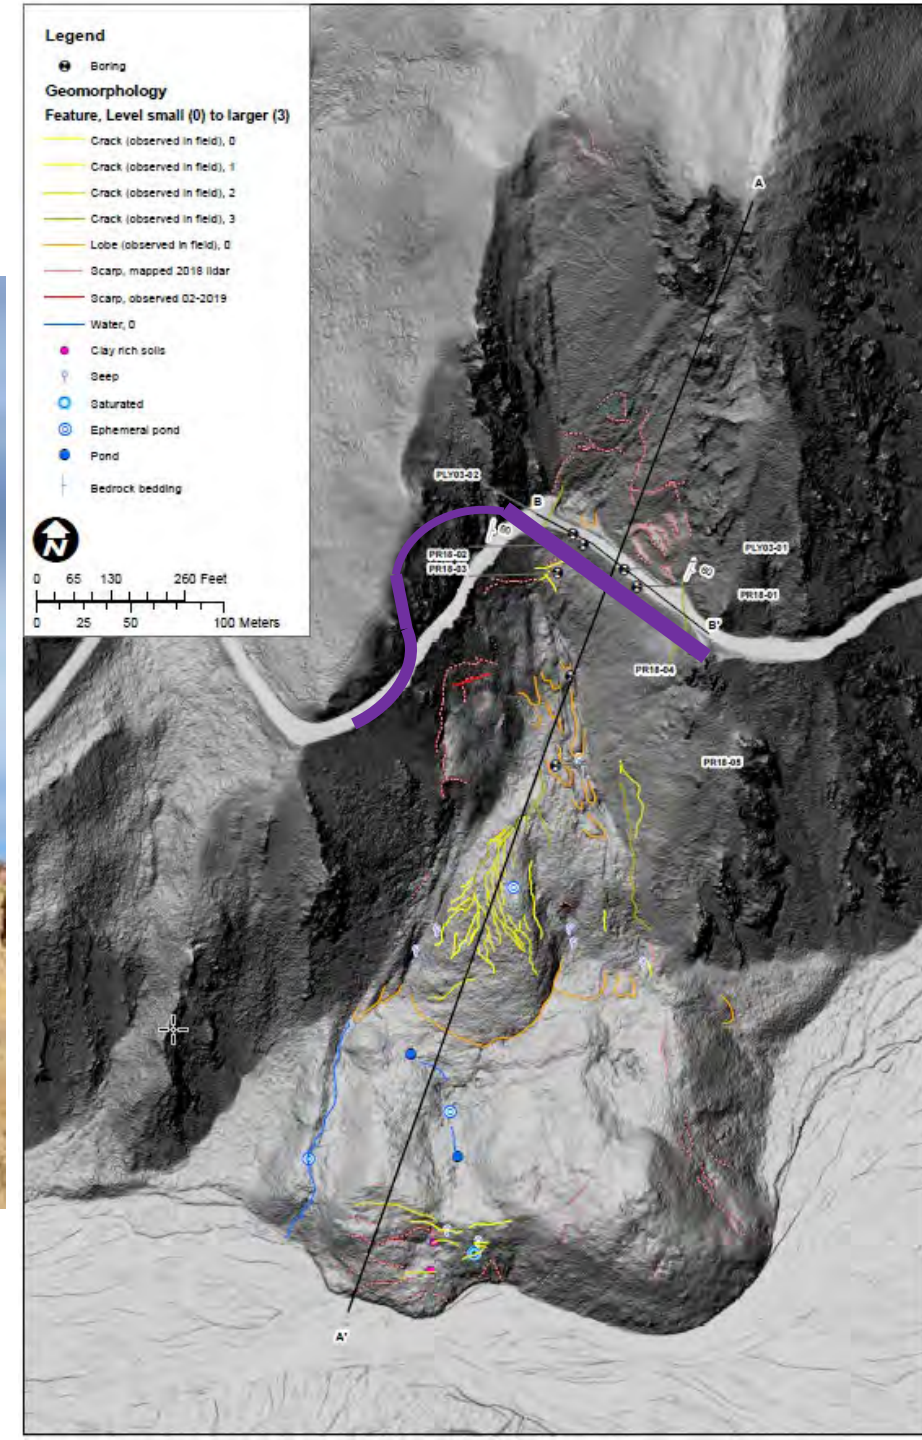 Legend
Boring
Geomorphology
Feature, Level small (0) to larger (3)
Crack (observed in field), 0
Crack (observed in field), 1
Crack (observed in field), 2
Crack (observed in field), 3
Lobe (observed in field), 0
Scarp, mapped 2018 lidar
Scarp, observed 02-2019
Water, 0
Clay rich soils
Seep
Saturated
Ephemeral pond
Pond
Bedrock bedding
N
0 65 130 260 Feet
0 25 50 100 Meters
A
PLY03-02
B
60
PR18-02
PR18-03
PLY03-01
60
PR18-01
B'
PR18-04
PR18-05
A'